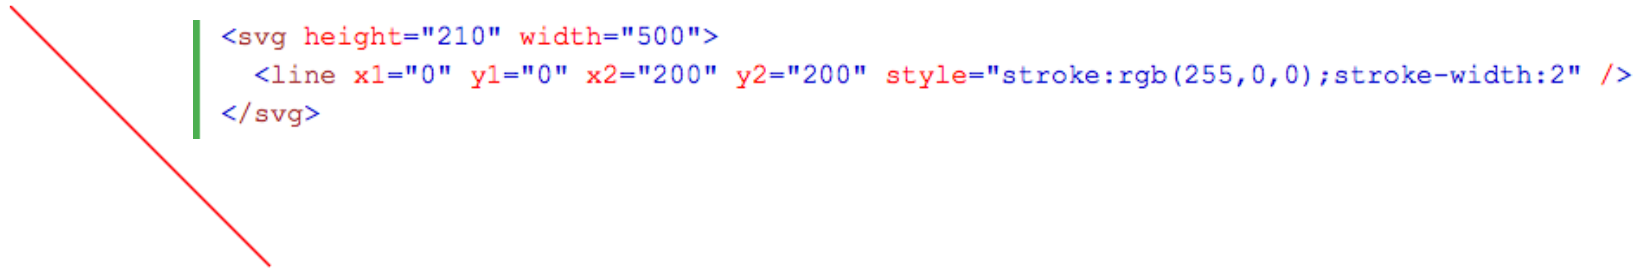 <svg height="210" width="500">
  <line x1="0" y1="0" x2="200" y2="200" style="stroke:rgb(255,0,0);stroke-width:2" />
</svg>